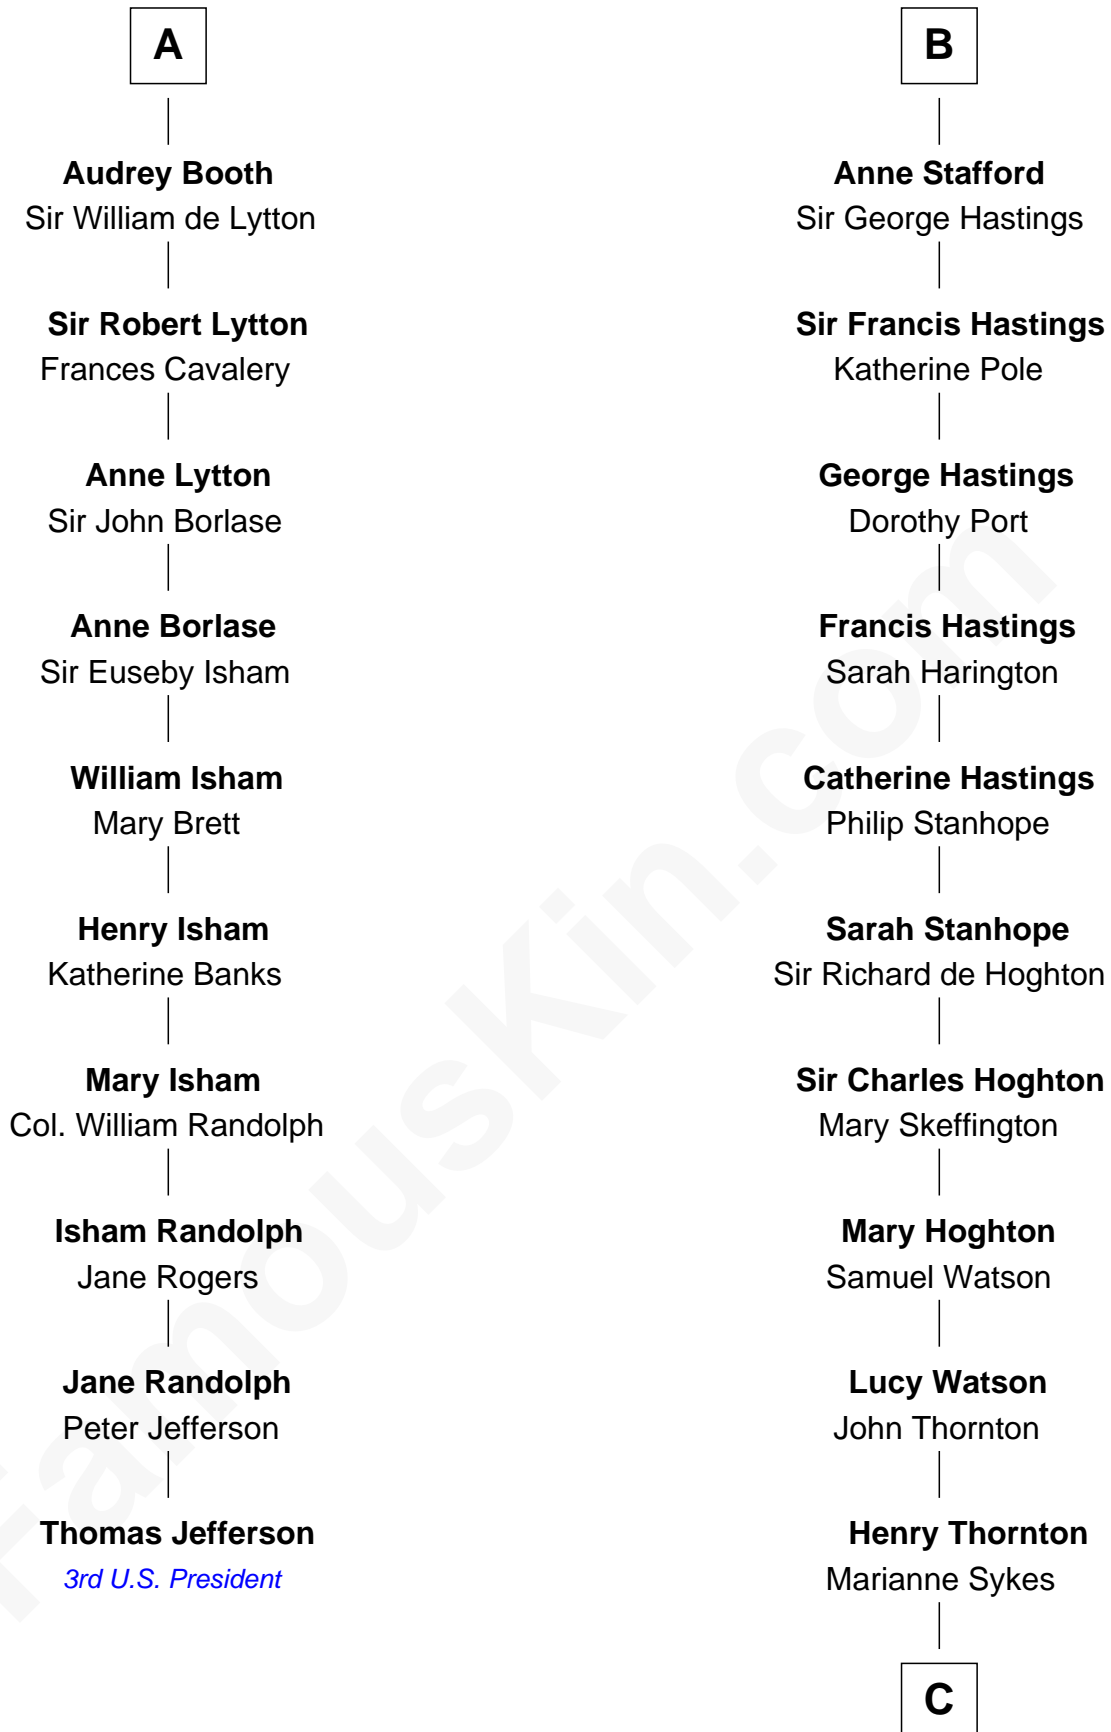 A
Audrey Booth
Sir William de Lytton
Sir Robert Lytton
Frances Cavalery
Anne Lytton
Sir John Borlase
Anne Borlase
Sir Euseby Isham
William Isham
Mary Brett
Henry Isham
Katherine Banks
Mary Isham
Col. William Randolph
Isham Randolph
Jane Rogers
Jane Randolph
Peter Jefferson
Thomas Jefferson
3rd U.S. President
B
Anne Stafford
Sir George Hastings
Sir Francis Hastings
Katherine Pole
George Hastings
Dorothy Port
Francis Hastings
Sarah Harington
Catherine Hastings
Philip Stanhope
Sarah Stanhope
Sir Richard de Hoghton
Sir Charles Hoghton
Mary Skeffington
Mary Hoghton
Samuel Watson
Lucy Watson
John Thornton
Henry Thornton
Marianne Sykes
C
FamousKin.com